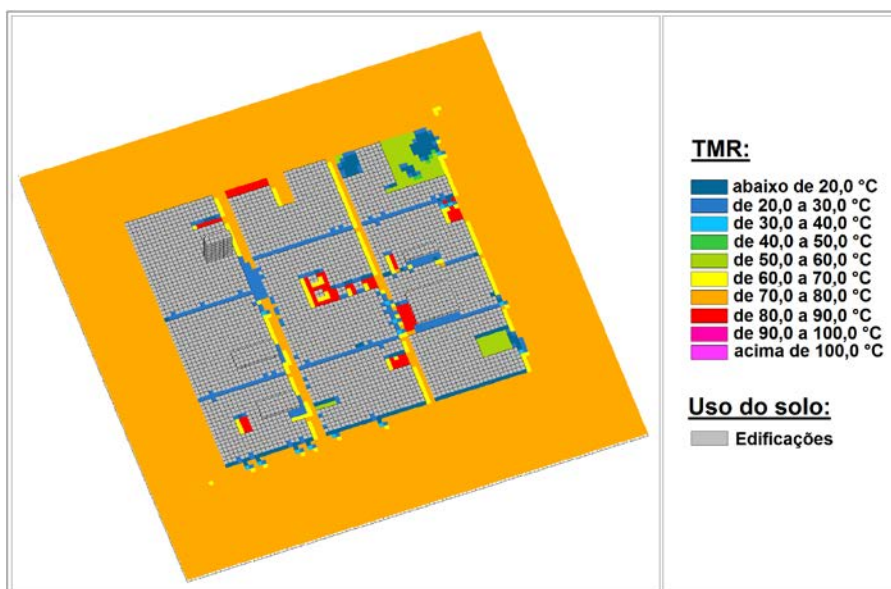 TMR:
abaixo de 20,0 °C
de 20,0 a 30,0 °C
de 30,0 a 40,0 °C
de 40,0 a 50,0 °C
de 50,0 a 60,0 °C
de 60,0 a 70,0 °C
de 70,0 a 80,0 °C
de 80,0 a 90,0 °C
de 90,0 a 100,0 °C
acima de 100,0 °C
Uso do solo:
Edificações